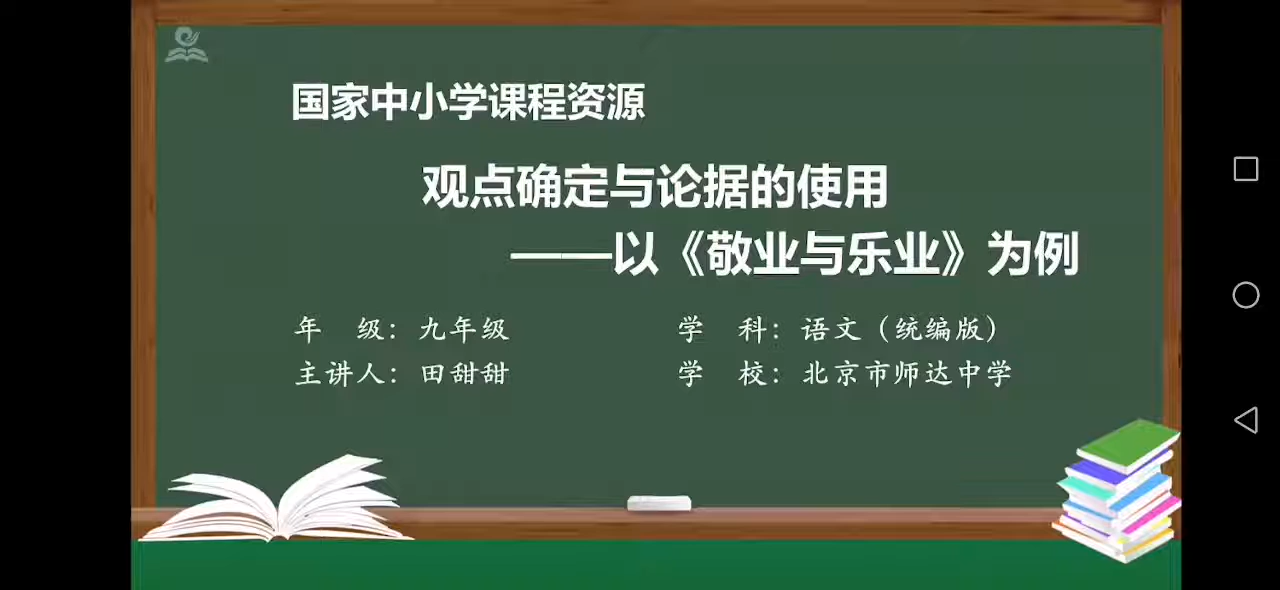 国家中小学课程资源
观点确定与论据的使用
——以《敬业与乐业》为例
年 级：九年级 学 科：语文（统编版）
主讲人：田甜甜 学 校：北京市师达中学